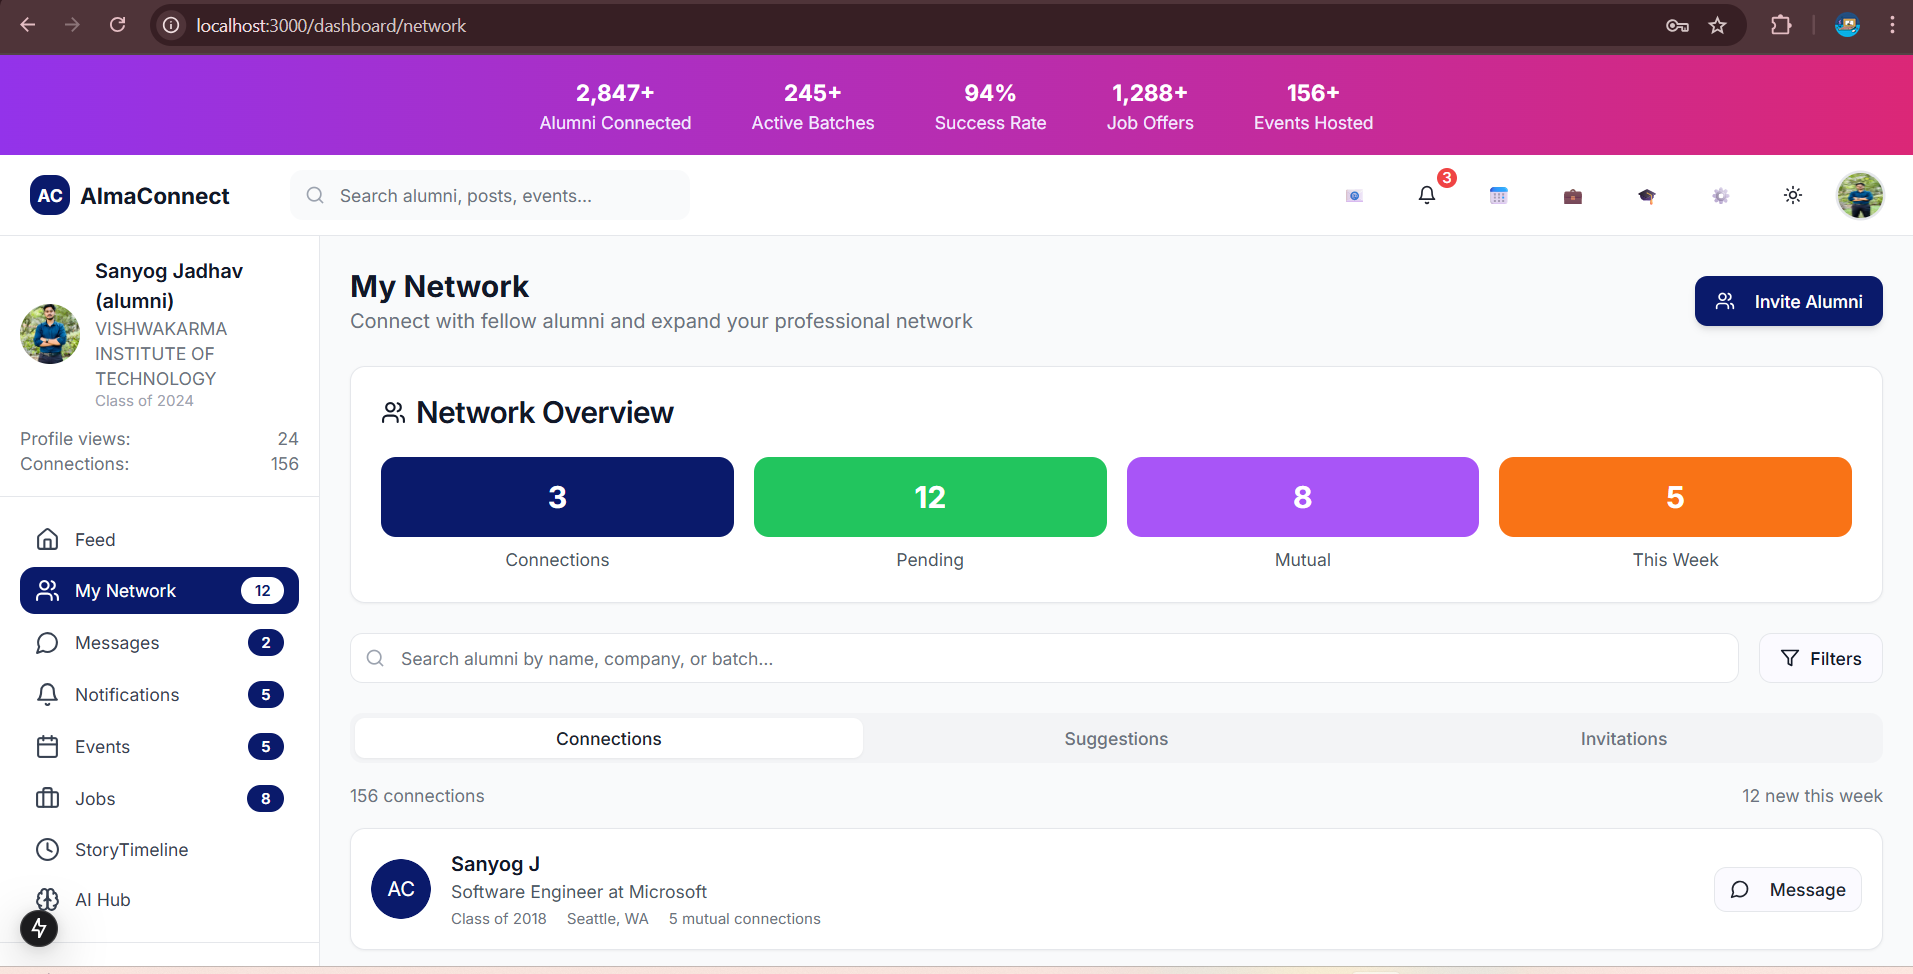 localhost:3000/dashboard/network
2,847+
Alumni Connected
245+
Active Batches
94%
Success Rate
1,288+
Job Offers
156+
Events Hosted
AC AlmaConnect
Search alumni, posts, events...
3
Sanyog Jadhav
(alumni)
VISHWAKARMA
INSTITUTE OF
TECHNOLOGY
Class of 2024
Profile views: 24
Connections: 156
Feed
My Network 12
Messages 2
Notifications 5
Events 5
Jobs 8
StoryTimeline
AI Hub
My Network
Connect with fellow alumni and expand your professional network
Invite Alumni
Network Overview
3
Connections
12
Pending
8
Mutual
5
This Week
Search alumni by name, company, or batch...
Filters
Connections Suggestions Invitations
156 connections 12 new this week
AC
Sanyog J
Software Engineer at Microsoft
Class of 2018 Seattle, WA 5 mutual connections
Message